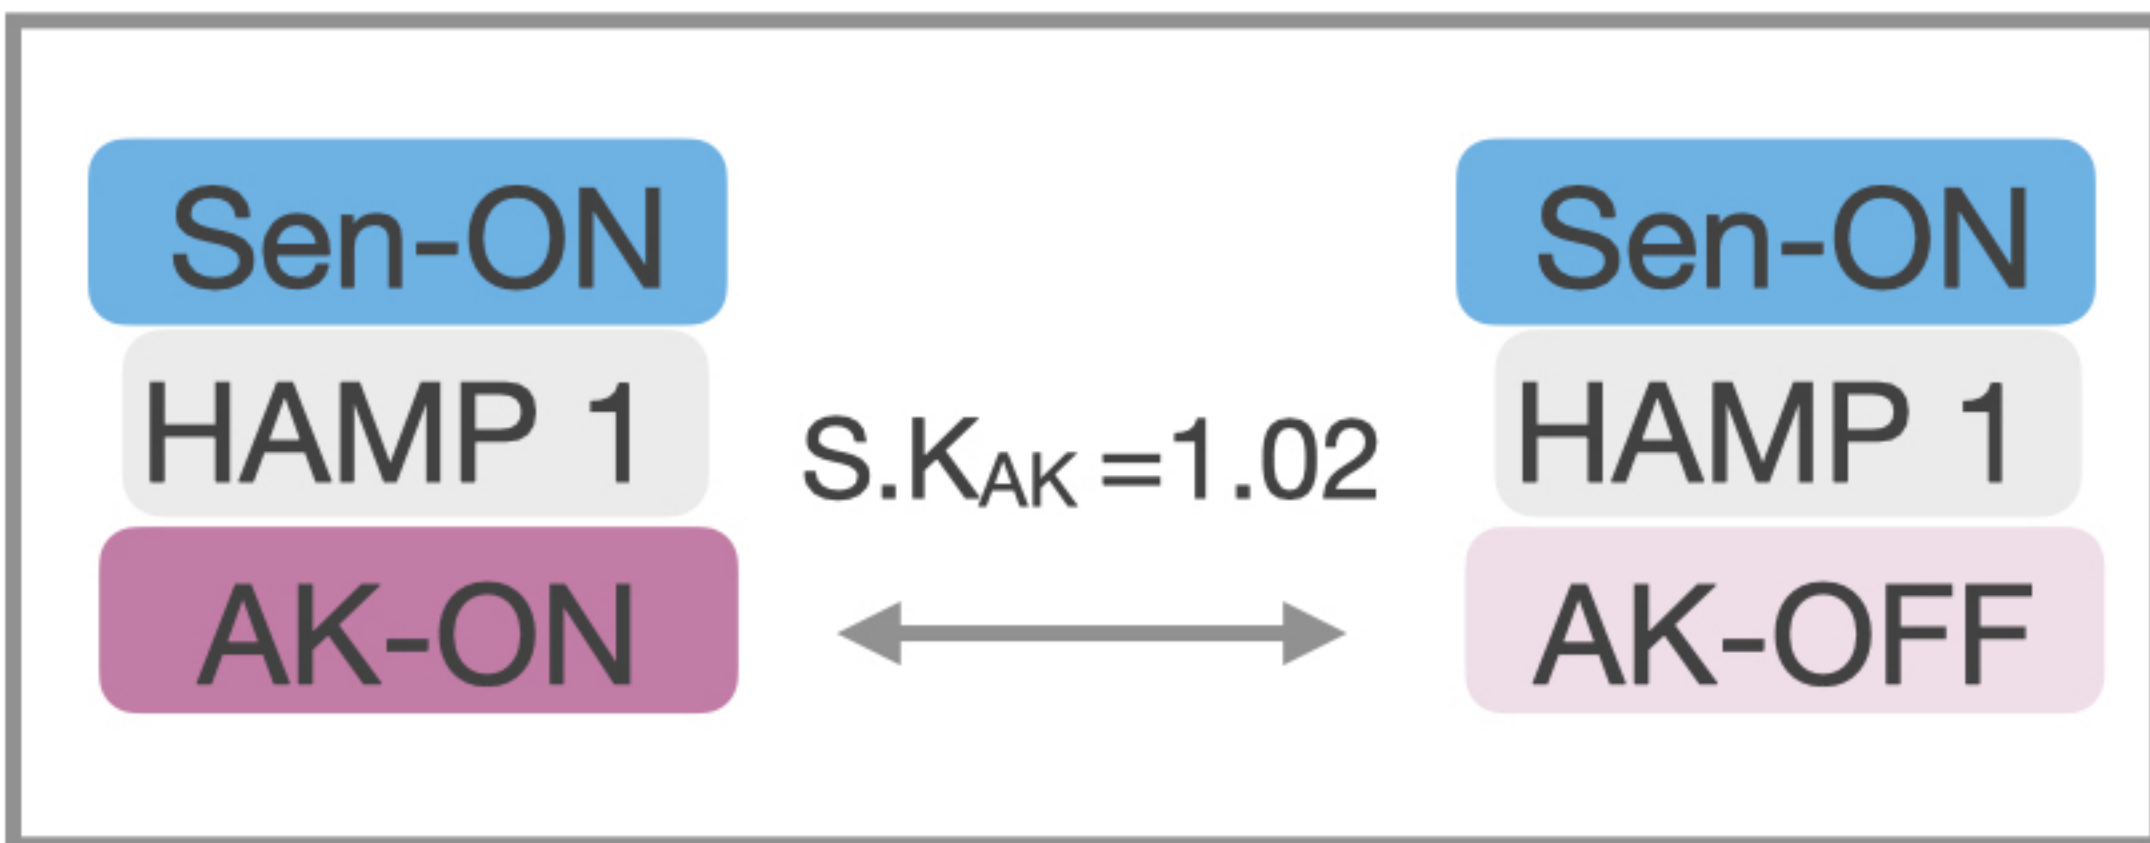 Sen-ON
HAMP 1
AK-ON
S.KAK =1.02
Sen-ON
HAMP 1
AK-OFF